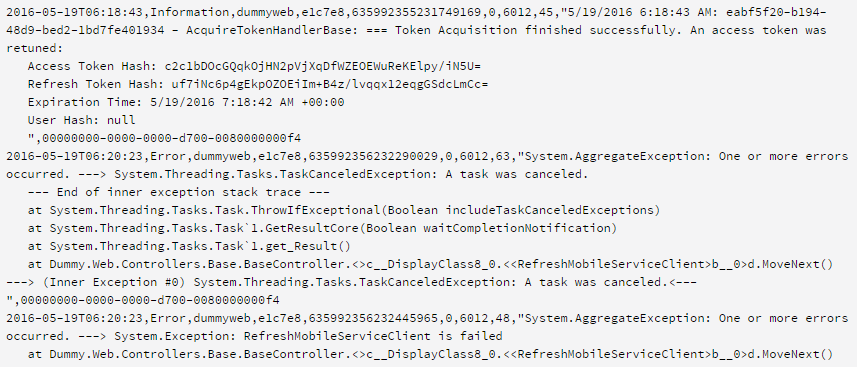 2016-05-19T06:18:43,Information,dummyweb,e1c7e8,635992355231749169,0,6012,45,"5/19/2016 6:18:43 AM: eabf5f20-b194-
48d9-bed2-1bd7fe401934 - AcquireTokenHandlerBase: === Token Acquisition finished successfully. An access token was
retuned:
Access Token Hash: c2c1bDOcGQqkOjHN2pVjXqDfWZEOEWuReKElpy/iN5U=
Refresh Token Hash: uf7iNc6p4gEkpOZOEiIm+B4z/lvqqx12eqgGSdcLmCc=
Expiration Time: 5/19/2016 7:18:42 AM +00:00
User Hash: null
",00000000-0000-0000-d700-0080000000f4
2016-05-19T06:20:23,Error,dummyweb,e1c7e8,635992356232290029,0,6012,63,"System.AggregateException: One or more errors
occurred. ---> System.Threading.Tasks.TaskCanceledException: A task was canceled.
--- End of inner exception stack trace ---
at System.Threading.Tasks.Task.ThrowIfExceptional(Boolean includeTaskCanceledExceptions)
at System.Threading.Tasks.Task`1.GetResultCore(Boolean waitCompletionNotification)
at System.Threading.Tasks.Task`1.get_Result()
at Dummy.Web.Controllers.Base.BaseController.<>c__DisplayClass8_0.<<RefreshMobileServiceClient>b__0>d.MoveNext()
---> (Inner Exception #0) System.Threading.Tasks.TaskCanceledException: A task was canceled.<---
",00000000-0000-0000-d700-0080000000f4
2016-05-19T06:20:23,Error,dummyweb,e1c7e8,635992356232445965,0,6012,48,"System.AggregateException: One or more errors
occurred. ---> System.Exception: RefreshMobileServiceClient is failed
at Dummy.Web.Controllers.Base.BaseController.<>c__DisplayClass8_0.<<RefreshMobileServiceClient>b__0>d.MoveNext()